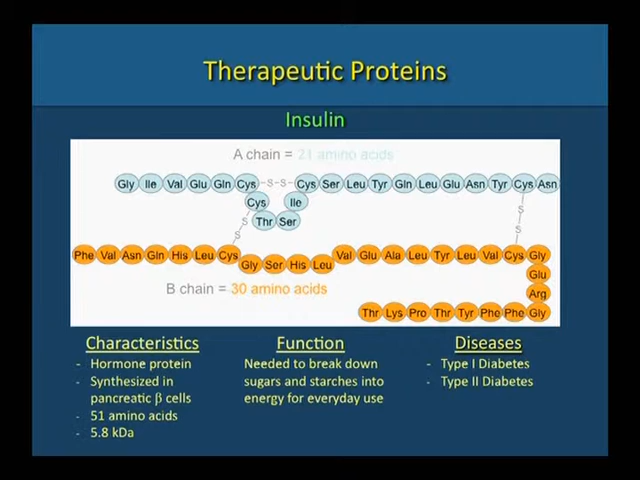 Therapeutic Proteins
Insulin
A chain = 21 amino acids
Gly Ile Val Glu Gln Cys S S Cys Ser Leu Tyr Gln Leu Glu Asn Tyr Cys Asn
Cys Ile
Thr Ser
S S
S S
Phe Val Asn Gln His Leu Cys Gly Ser His Leu Val Glu Ala Leu Tyr Leu Val Cys Gly
Glu
B chain = 30 amino acids
Arg
Thr Lys Pro Thr Tyr Phe Phe Gly
Characteristics
- Hormone protein
- Synthesized in
pancreatic β cells
- 51 amino acids
- 5.8 kDa
Function
Needed to break down
sugars and starches into
energy for everyday use
Diseases
- Type I Diabetes
- Type II Diabetes